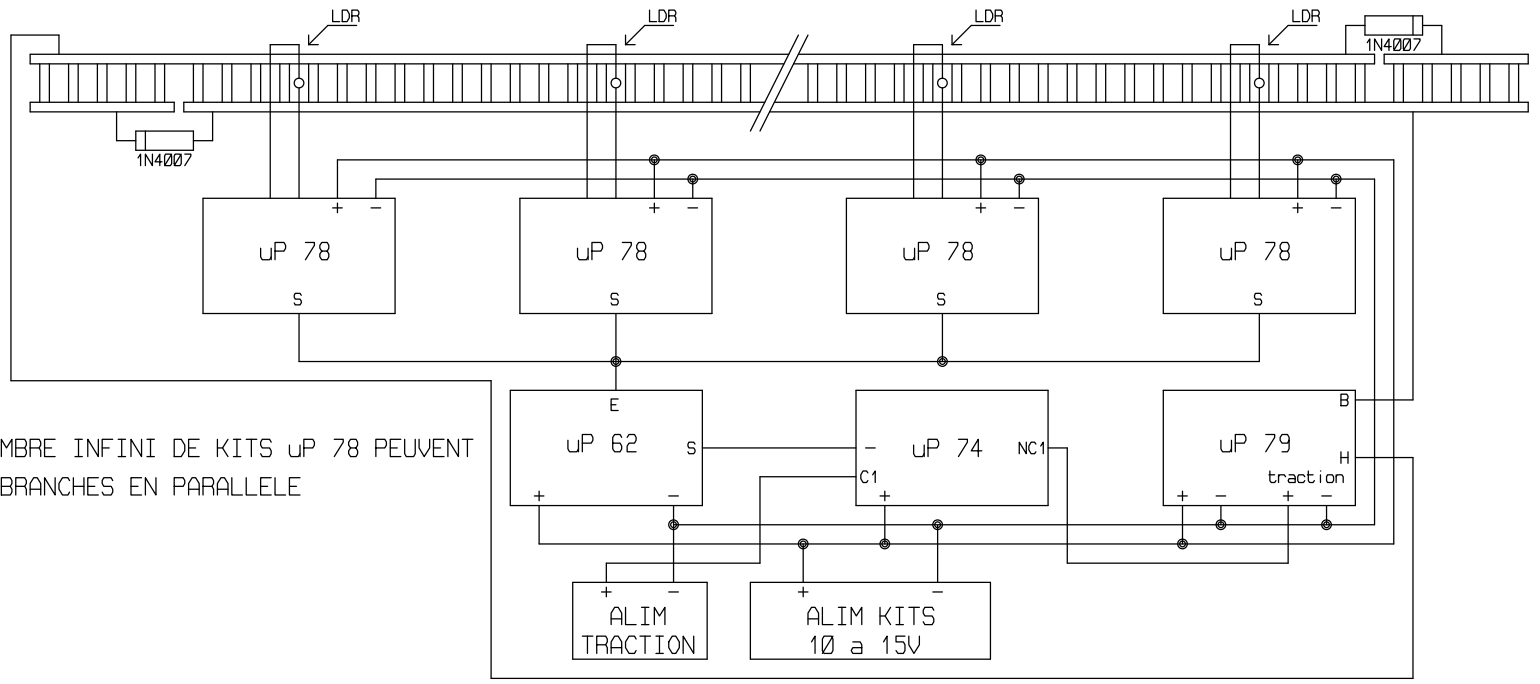 LDR
LDR
LDR
LDR
1N4007
1N4007
+ −
+ −
+ −
+ −
uP 78
uP 78
uP 78
uP 78
S
S
S
S
E
uP 62
S
+ −
−
uP 74
NC1
C1
+
B
uP 79
H
traction
+ − + −
MBRE INFINI DE KITS uP 78 PEUVENT
BRANCHES EN PARALLELE
+ −
ALIM
TRACTION
+ −
ALIM KITS
10 a 15V